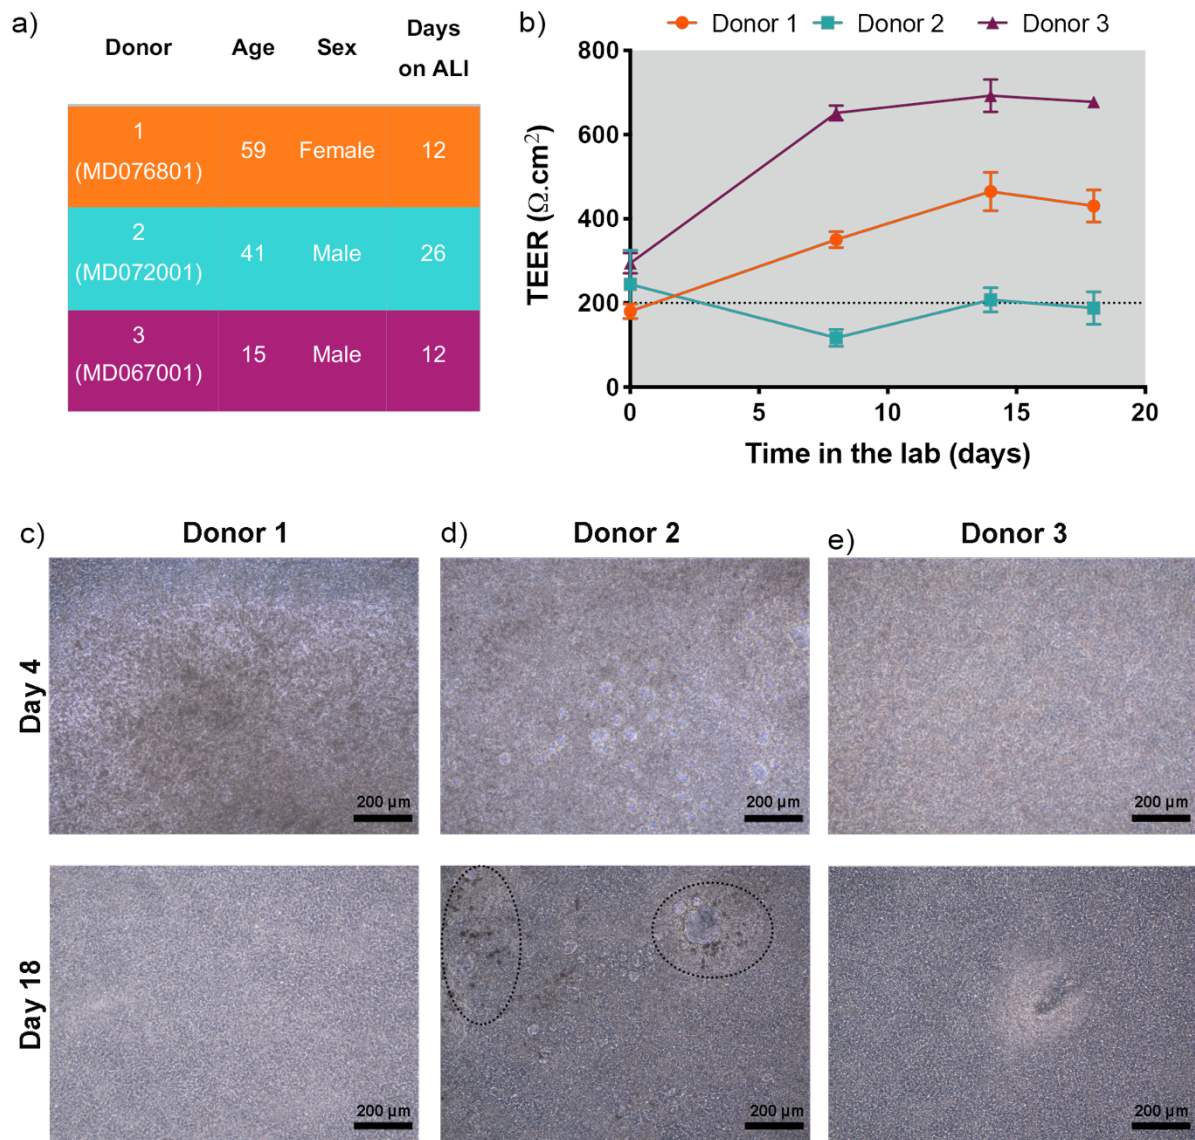 a)
Donor Age Sex Days on ALI
1 (MD076801) 59 Female 12
2 (MD072001) 41 Male 26
3 (MD067001) 15 Male 12
b)
Donor 1 Donor 2 Donor 3
TEER (Ω.cm²)
800
600
400
200
0
0 5 10 15 20
Time in the lab (days)
c) Donor 1 d) Donor 2 e) Donor 3
Day 4
200 µm 200 µm 200 µm
Day 18
200 µm 200 µm 200 µm